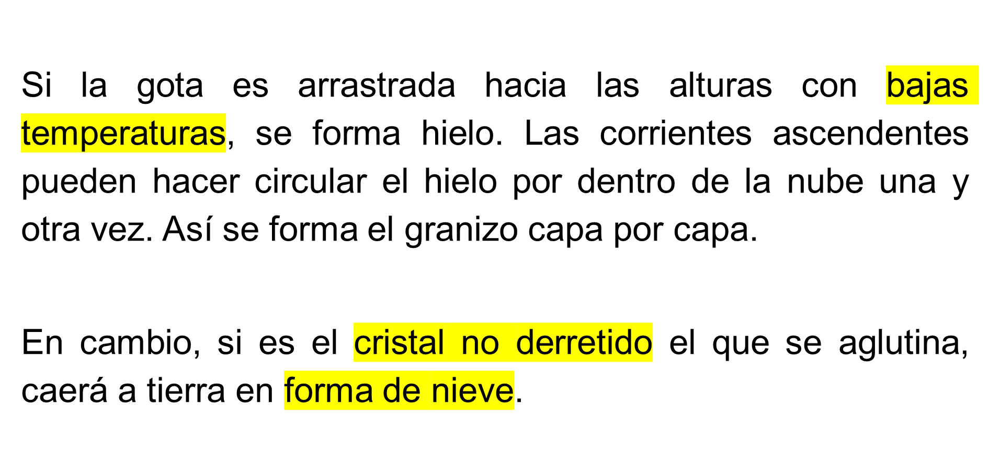 Si la gota es arrastrada hacia las alturas con bajas
temperaturas, se forma hielo. Las corrientes ascendentes
pueden hacer circular el hielo por dentro de la nube una y
otra vez. Así se forma el granizo capa por capa.
En cambio, si es el cristal no derretido el que se aglutina,
caerá a tierra en forma de nieve.